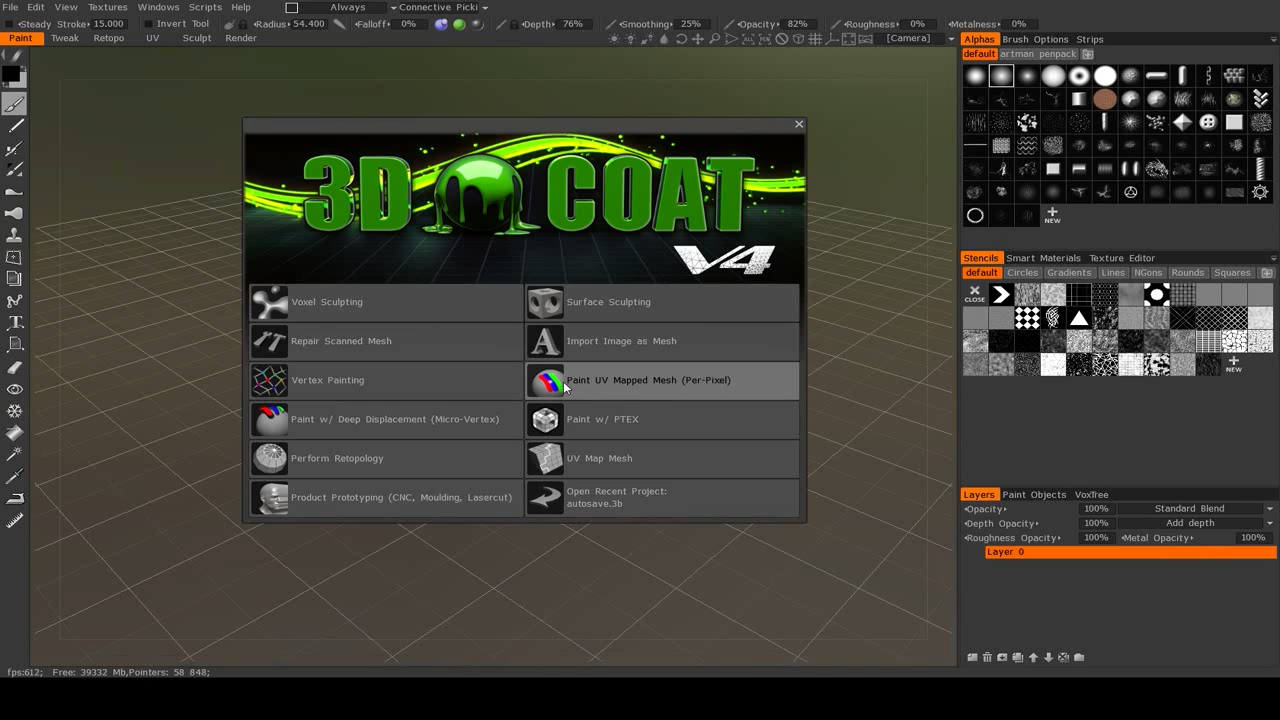 File Edit View Textures Windows Scripts Help Always Connective Picki
Steady Stroke 15.000 Invert Tool Radius 54.400 Falloff 0% Depth 76% Smoothing 25% Opacity 82% Roughness 0% Metalness 0%
Paint Tweak Retopo UV Sculpt Render [Camera]
Alphas Brush Options Strips
default artman penpack
NEW
3D COAT
V4
Voxel Sculpting Surface Sculpting
Repair Scanned Mesh Import Image as Mesh
Vertex Painting Paint UV Mapped Mesh (Per-Pixel)
Paint w/ Deep Displacement (Micro-Vertex) Paint w/ PTEX
Perform Retopology UV Map Mesh
Product Prototyping (CNC, Moulding, Lasercut) Open Recent Project:
autosave.3b
Stencils Smart Materials Texture Editor
default Circles Gradients Lines NGons Rounds Squares
CLOSE
NEW
Layers Paint Objects VoxTree
Opacity 100% Standard Blend
Depth Opacity 100% Add depth
Roughness Opacity 100% Metal Opacity 100%
Layer 0
fps:612; Free: 39332 Mb,Pointers: 58 848;